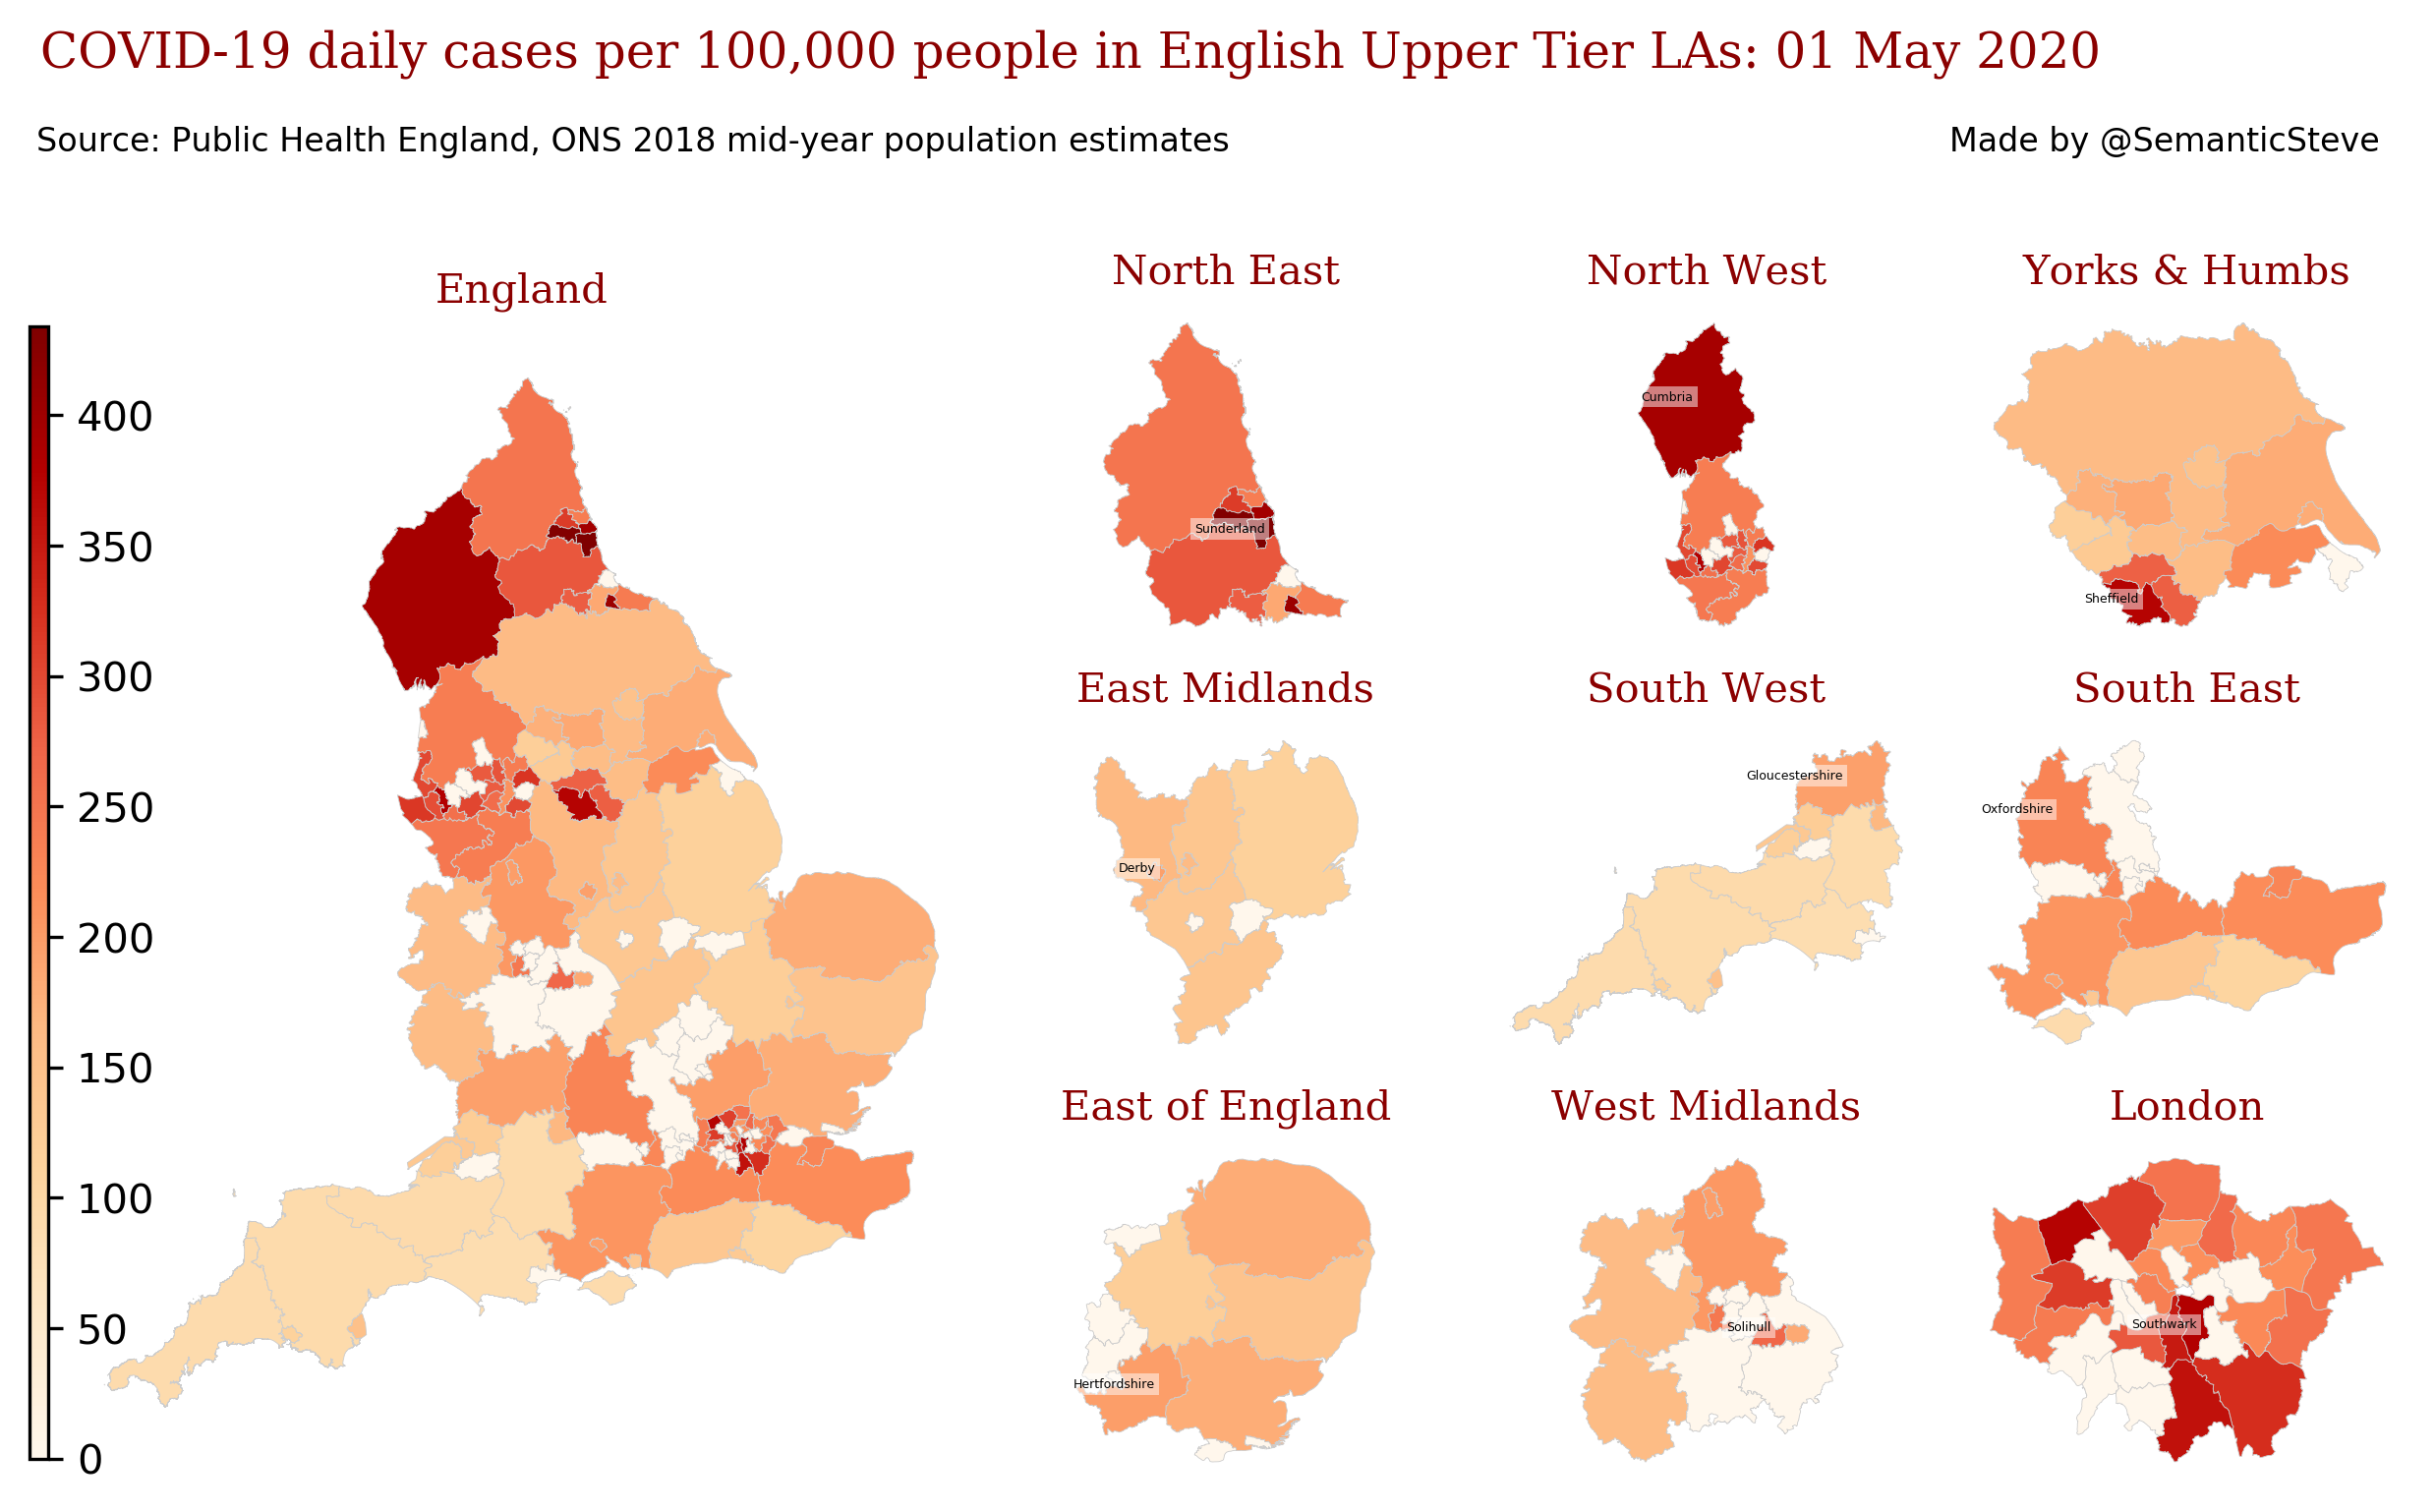 COVID-19 daily cases per 100,000 people in English Upper Tier LAs: 01 May 2020
Source: Public Health England, ONS 2018 mid-year population estimates
Made by @SemanticSteve
England
400
350
300
250
200
150
100
50
0
North East
Sunderland
North West
Cumbria
Yorks & Humbs
Sheffield
East Midlands
Derby
South West
Gloucestershire
South East
Oxfordshire
East of England
Hertfordshire
West Midlands
Solihull
London
Southwark